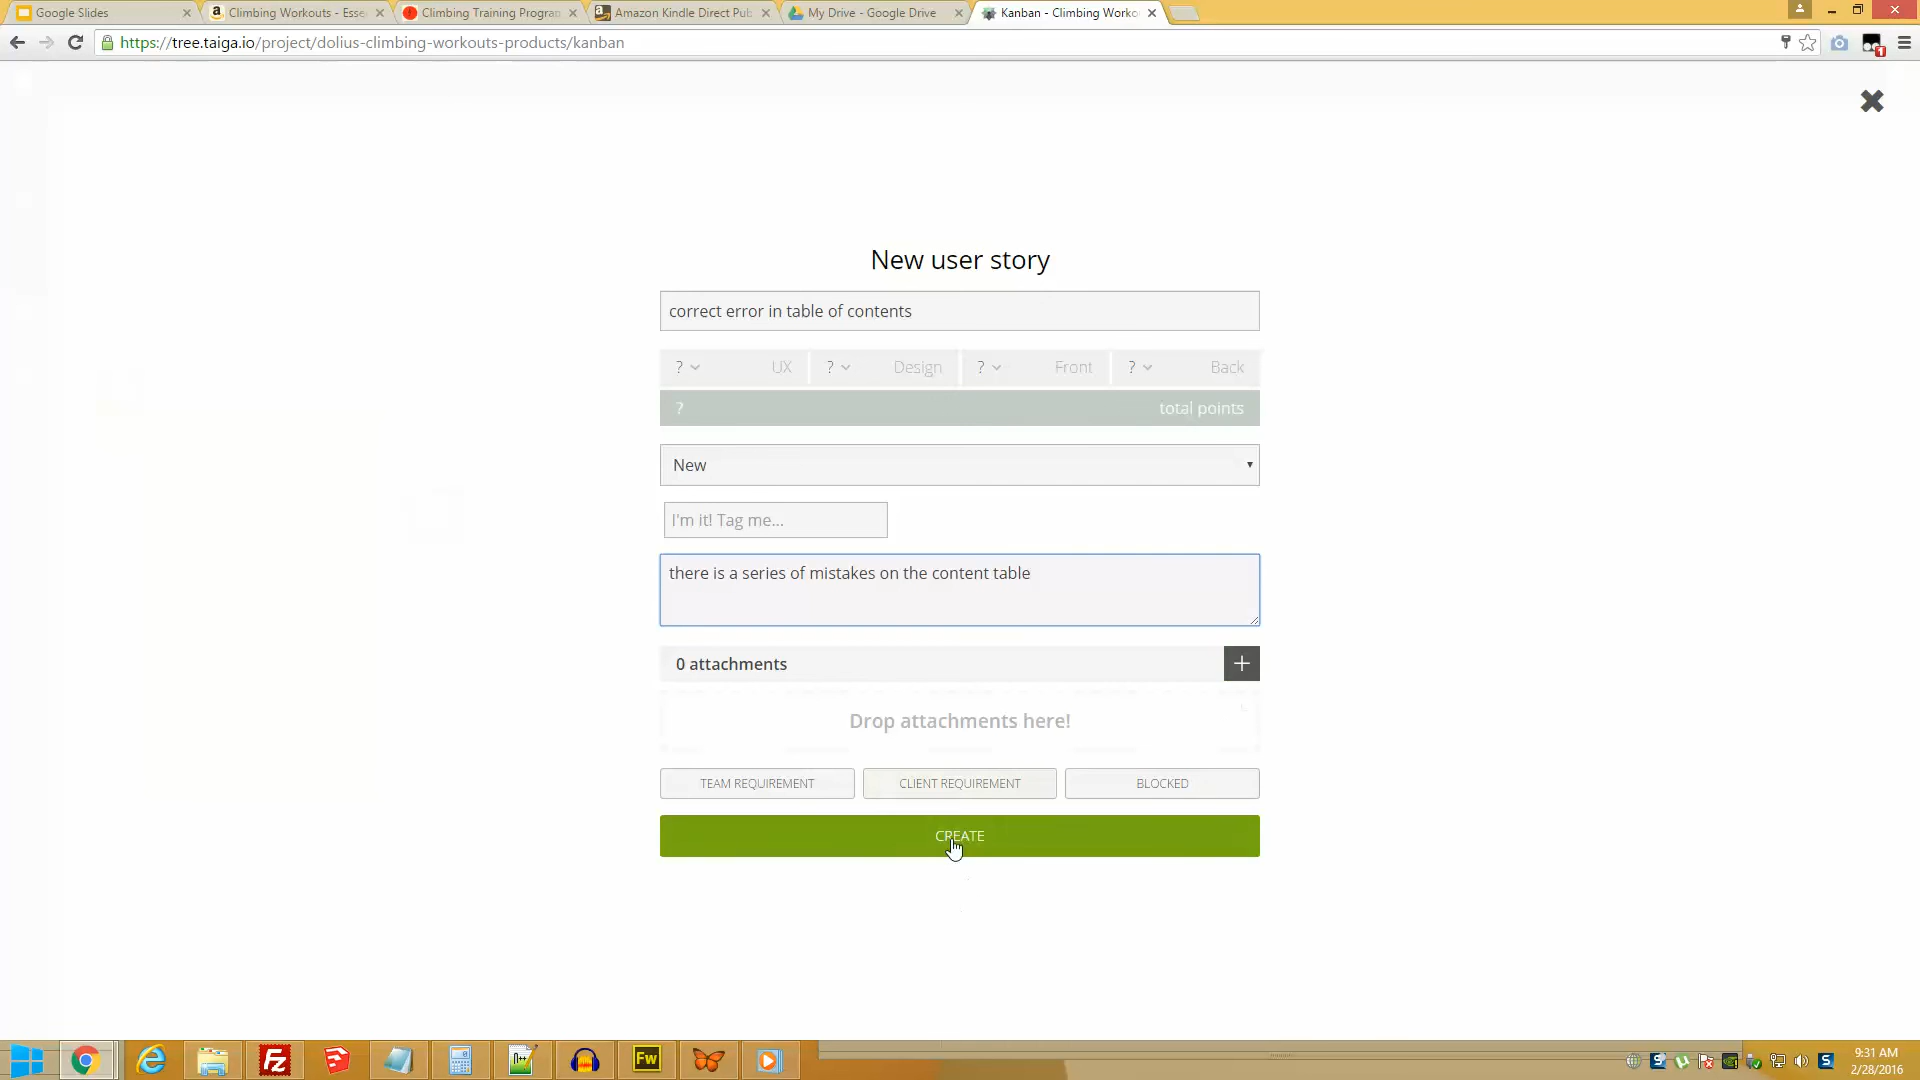 Google Slides
Climbing Workouts - Esse
Climbing Training Progran
Amazon Kindle Direct Pub
My Drive - Google Drive
Kanban - Climbing Worko
https://tree.taiga.io/project/dolius-climbing-workouts-products/kanban
New user story
correct error in table of contents
? UX ? Design ? Front ? Back
? total points
New
I'm it! Tag me...
there is a series of mistakes on the content table
0 attachments
Drop attachments here!
TEAM REQUIREMENT CLIENT REQUIREMENT BLOCKED
CREATE
Fz
Fw
9:31 AM
2/28/2016